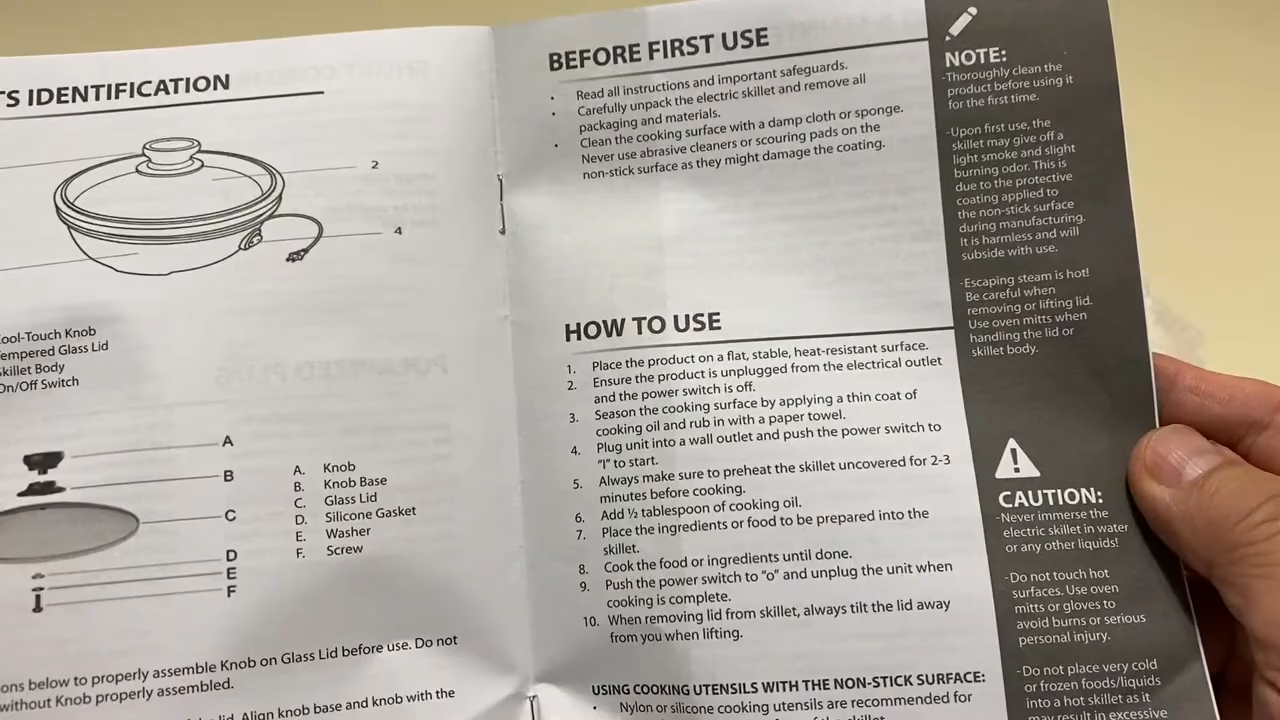 TS IDENTIFICATION
2
4
ool-Touch Knob
empered Glass Lid
killet Body
On/Off Switch
A
B
C
D
E
F
A. Knob
B. Knob Base
C. Glass Lid
D. Silicone Gasket
E. Washer
F. Screw
ons below to properly assemble Knob on Glass Lid before use. Do not
without Knob properly assembled.
lid. Align knob base and knob with the
BEFORE FIRST USE
• Read all instructions and important safeguards.
• Carefully unpack the electric skillet and remove all
packaging and materials.
• Clean the cooking surface with a damp cloth or sponge.
Never use abrasive cleaners or scouring pads on the
non-stick surface as they might damage the coating.
HOW TO USE
1. Place the product on a flat, stable, heat-resistant surface.
2. Ensure the product is unplugged from the electrical outlet
and the power switch is off.
3. Season the cooking surface by applying a thin coat of
cooking oil and rub in with a paper towel.
4. Plug unit into a wall outlet and push the power switch to
“I” to start.
5. Always make sure to preheat the skillet uncovered for 2-3
minutes before cooking.
6. Add ½ tablespoon of cooking oil.
7. Place the ingredients or food to be prepared into the
skillet.
8. Cook the food or ingredients until done.
9. Push the power switch to “o” and unplug the unit when
cooking is complete.
10. When removing lid from skillet, always tilt the lid away
from you when lifting.
USING COOKING UTENSILS WITH THE NON-STICK SURFACE:
• Nylon or silicone cooking utensils are recommended for
NOTE:
-Thoroughly clean the
product before using it
for the first time.
-Upon first use, the
skillet may give off a
light smoke and slight
burning odor. This is
due to the protective
coating applied to
the non-stick surface
during manufacturing.
It is harmless and will
subside with use.
-Escaping steam is hot!
Be careful when
removing or lifting lid.
Use oven mitts when
handling the lid or
skillet body.
CAUTION:
-Never immerse the
electric skillet in water
or any other liquids!
-Do not touch hot
surfaces. Use oven
mitts or gloves to
avoid burns or serious
personal injury.
-Do not place very cold
or frozen foods/liquids
into a hot skillet as it
may result in excessive